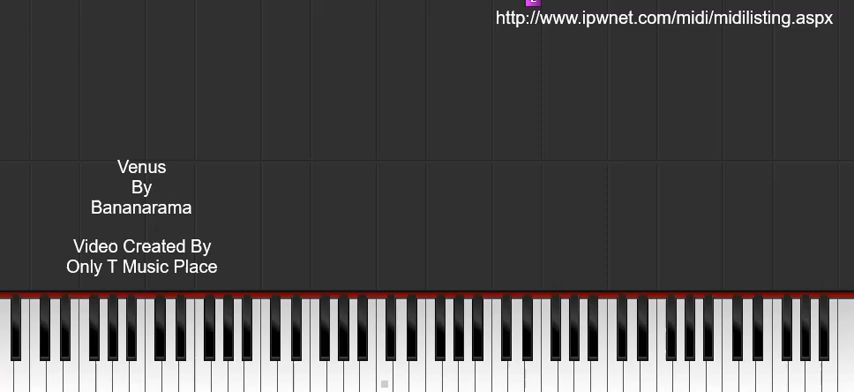 http://www.ipwnet.com/midi/midilisting.aspx
Venus
By
Bananarama
Video Created By
Only T Music Place